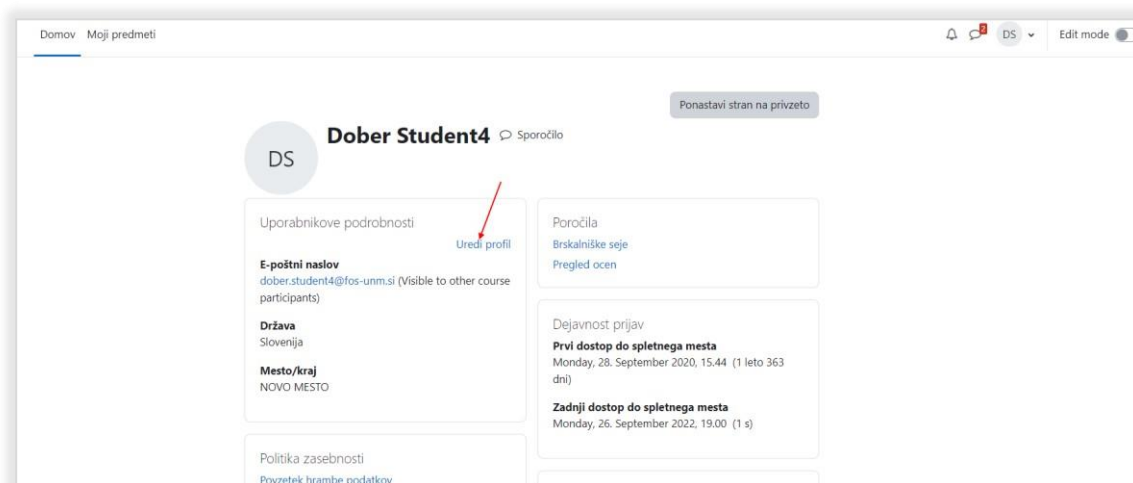 Domov Moji predmeti
2 DS Edit mode
Ponastavi stran na privzeto
DS
Dober Student4 Sporočilo
Uporabnikove podrobnosti
Uredi profil
E-poštni naslov
dober.student4@fos-unm.si (Visible to other course
participants)
Država
Slovenija
Mesto/kraj
NOVO MESTO
Poročila
Brskalniške seje
Pregled ocen
Dejavnost prijav
Prvi dostop do spletnega mesta
Monday, 28. September 2020, 15.44 (1 leto 363
dni)
Zadnji dostop do spletnega mesta
Monday, 26. September 2022, 19.00 (1 s)
Politika zasebnosti
Povzetek hrambe podatkov